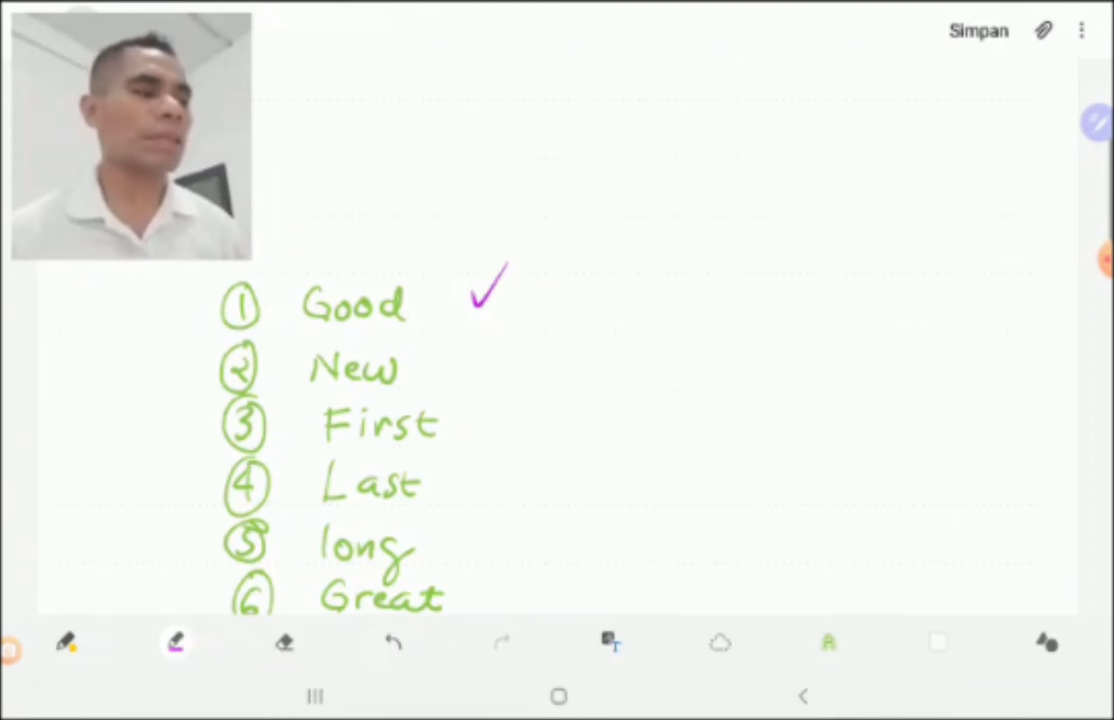 Simpan
① Good ✓
② New
③ First
④ Last
⑤ long
⑥ Great